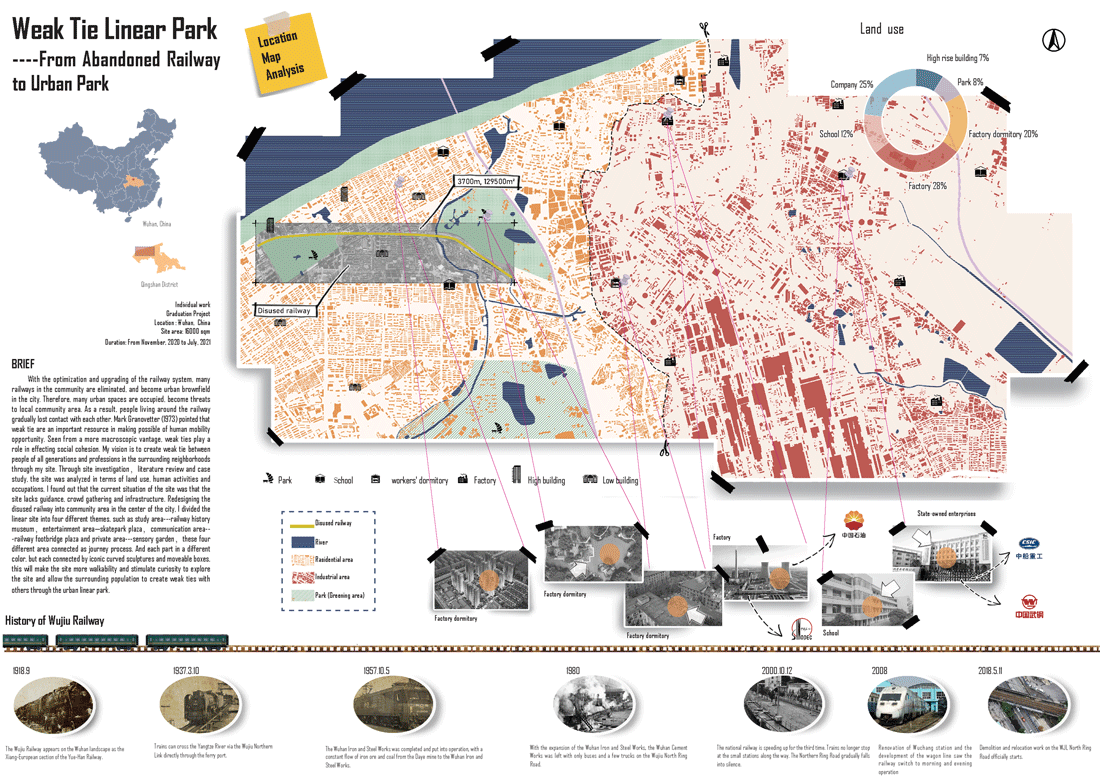 Weak Tie Linear Park
----From Abandoned Railway
to Urban Park
Location
Map
Analysis
Wuhan, China
Qingshan District
Individual work
Graduation Project
Location : Wuhan, China
Site area: 16000 sqm
Duration: From November, 2020 to July, 2021
BRIEF
With the optimization and upgrading of the railway system, many
railways in the community are eliminated, and become urban brownfield
in the city. Therefore, many urban spaces are occupied, become threats
to local community area. As a result, people living around the railway
gradually lost contact with each other. Mark Granovetter (1973) pointed that
weak tie are an important resource in making possible of human mobility
opportunity. Seen from a more macroscopic vantage, weak ties play a
role in effecting social cohesion. My vision is to create weak tie between
people of all generations and professions in the surrounding neighborhoods
through my site. Through site investigation , literature review and case
study, the site was analyzed in terms of land use, human activities and
occupations. I found out that the current situation of the site was that the
site lacks guidance, crowd gathering and infrastructure. Redesigning the
disused railway into community area in the center of the city. I divided the
linear site into four different themes, such as study area---railway history
museum , entertainment area---skatepark plaza , communication area--
-railway footbridge plaza and private area---sensory garden , these four
different area connected as journey process. And each part in a different
color, but each connected by iconic curved sculptures and moveable boxes,
this will make the site more walkability and stimulate curiosity to explore
the site and allow the surrounding population to create weak ties with
others through the urban linear park.
Land use
High rise building 7%
Company 25%
Park 8%
School 12%
Factory dormitory 20%
Factory 28%
3700m, 129500m²
Disused railway
Park
School
workers' dormitory
Factory
High building
Low building
Disused railway
River
Residential area
Industrial area
Park (Greening area)
Factory dormitory
Factory dormitory
Factory dormitory
Factory
School
State-owned enterprises
中国石油
CSIC
中船重工
中国武钢
History of Wujiu Railway
1918.9
The Wujiu Railway appears on the Wuhan landscape as the
Xiang-European section of the Yue-Han Railway.
1937.3.10
Trains can cross the Yangtze River via the Wujiu Northern
Link directly through the ferry port.
1957.10.5
The Wuhan Iron and Steel Works was completed and put into operation, with a
constant flow of iron ore and coal from the Daye mine to the Wuhan Iron and
Steel Works.
1980
With the expansion of the Wuhan Iron and Steel Works, the Wuhan Cement
Works was left with only buses and a few trucks on the Wujiu North Ring
Road.
2000.10.12
The national railway is speeding up for the third time. Trains no longer
stop at the small stations along the way. The Northern Ring Road gradually falls
into silence.
2008
Renovation of Wuchang station and the
development of the wagon line saw the
railway switch to morning and evening
operation
2018.5.11
Demolition and relocation work on the WJL North Ring
Road officially starts.